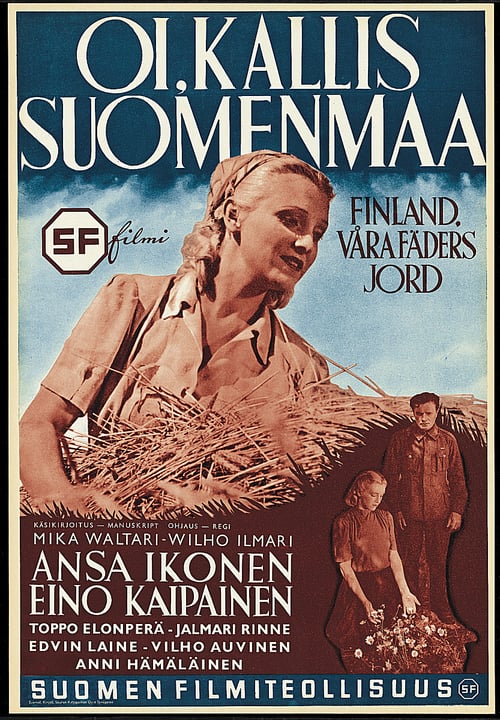 OI, KALLIS
SUOMENMAA
SF filmi
FINLAND,
VÅRA FÄDERS
JORD
KÄSIKIRJOITUS — MANUSKRIPT OHJAUS — REGI
MIKA WALTARI - WILHO ILMARI
ANSA IKONEN
EINO KAIPAINEN
TOPPO ELONPERÄ - JALMARI RINNE
EDVIN LAINE - VILHO AUVINEN
ANNI HÄMÄLÄINEN
SUOMEN FILMITEOLLISUUS SF